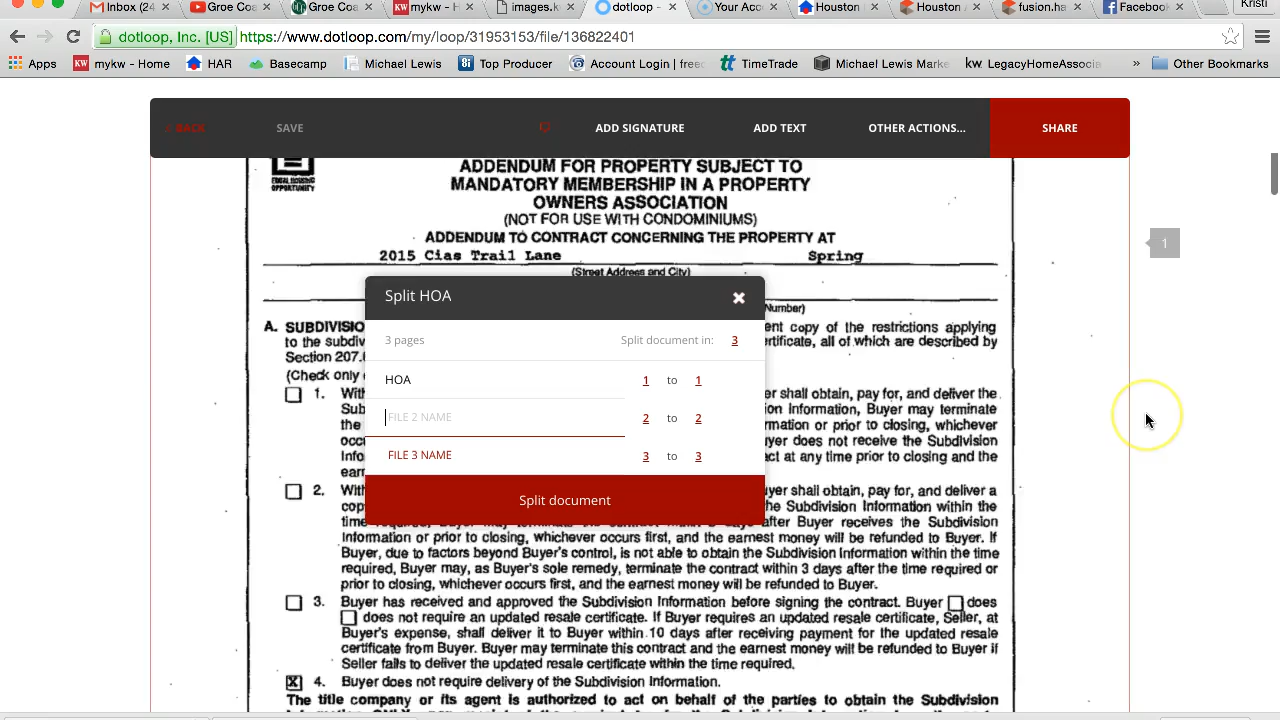 Inbox (24
Groe Coa
Groe Coa
mykw - H
images.k
dotloop -
Your Acc
Houston
Houston
fusion.ha
Facebook
Kristi
dotloop, Inc. [US] https://www.dotloop.com/my/loop/31953153/file/136822401
Apps mykw - Home HAR Basecamp Michael Lewis Top Producer Account Login | free TimeTrade Michael Lewis Marke kw. LegacyHomeAssocia » Other Bookmarks
BACK SAVE ADD SIGNATURE ADD TEXT OTHER ACTIONS... SHARE
EQUAL HOUSING
OPPORTUNITY
ADDENDUM FOR PROPERTY SUBJECT TO
MANDATORY MEMBERSHIP IN A PROPERTY
OWNERS ASSOCIATION
(NOT FOR USE WITH CONDOMINIUMS)
ADDENDUM TO CONTRACT CONCERNING THE PROPERTY AT
2015 Cias Trail Lane Spring
(Street Address and City)
1
Number)
Split HOA
3 pages Split document in: 3
HOA 1 to 1
FILE 2 NAME 2 to 2
FILE 3 NAME 3 to 3
Split document
A. SUBDIVISIO ent copy of the restrictions applying
to the subdiv ertificate, all of which are described by
Section 207.
(Check only
1. With er shall obtain, pay for, and deliver the
Sub ion Information, Buyer may terminate
the rmation or prior to closing, whichever
occu yer does not receive the Subdivision
Info ct at any time prior to closing and the
earn
2. With uyer shall obtain, pay for, and deliver a
copy of the Subdivision Information within the
time required, Buyer may terminate the contract within 3 days after Buyer receives the Subdivision
Information or prior to closing, whichever occurs first, and the earnest money will be refunded to Buyer. If
Buyer, due to factors beyond Buyer's control, is not able to obtain the Subdivision Information within the time
required, Buyer may, as Buyer's sole remedy, terminate the contract within 3 days after the time required or
prior to closing, whichever occurs first, and the earnest money will be refunded to Buyer.
3. Buyer has received and approved the Subdivision Information before signing the contract. Buyer does
does not require an updated resale certificate. If Buyer requires an updated resale certificate, Seller, at
Buyer's expense, shall deliver it to Buyer within 10 days after receiving payment for the updated resale
certificate from Buyer. Buyer may terminate this contract and the earnest money will be refunded to Buyer if
Seller fails to deliver the updated resale certificate within the time required.
X 4. Buyer does not require delivery of the Subdivision Information.
The title company or its agent is authorized to act on behalf of the parties to obtain the Subdivision